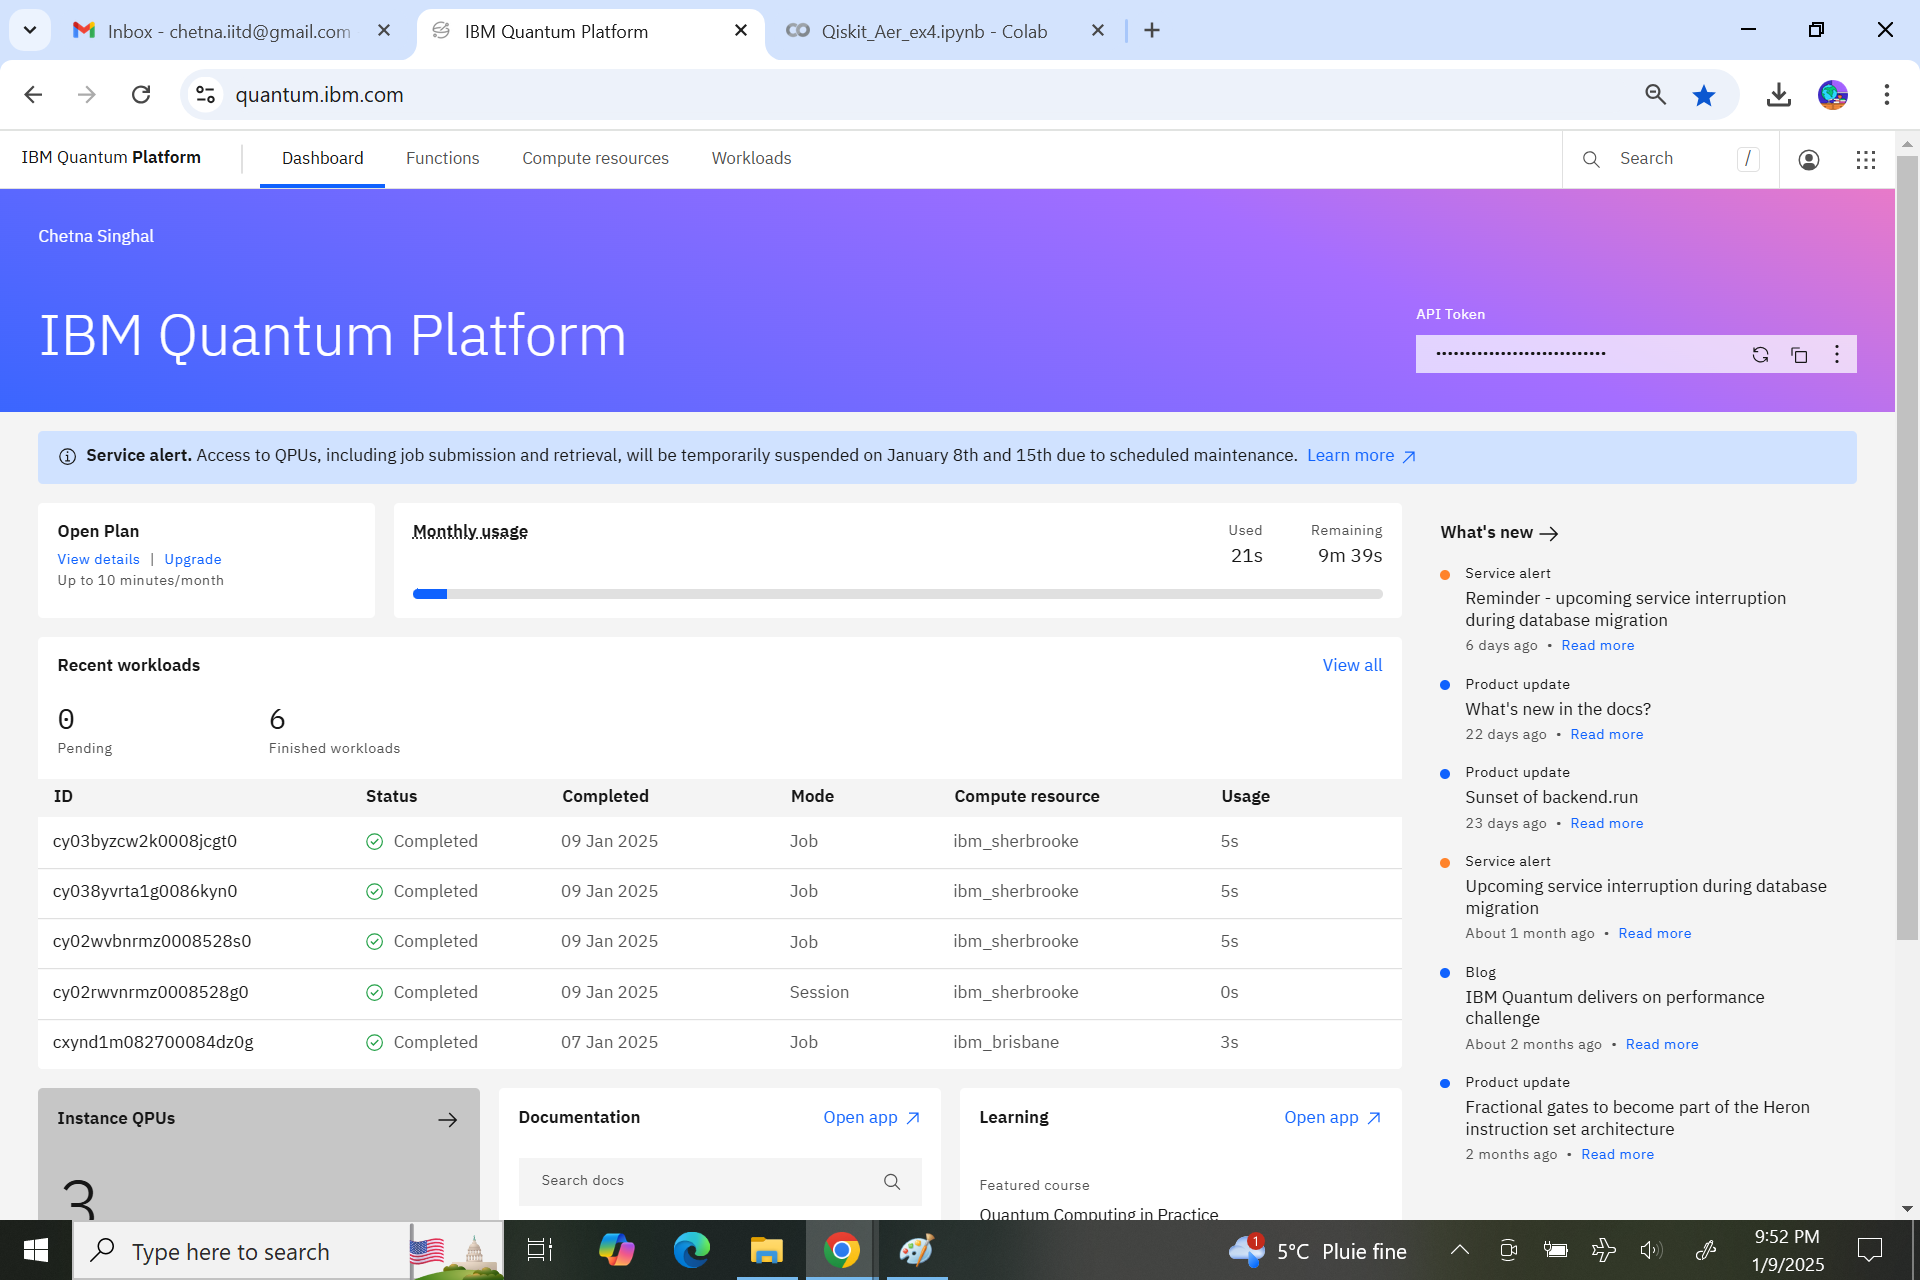 Inbox - chetna.iitd@gmail.com
IBM Quantum Platform
Qiskit_Aer_ex4.ipynb - Colab
quantum.ibm.com
IBM Quantum Platform
Dashboard
Functions
Compute resources
Workloads
Search
/
Chetna Singhal
IBM Quantum Platform
API Token
Service alert. Access to QPUs, including job submission and retrieval, will be temporarily suspended on January 8th and 15th due to scheduled maintenance. Learn more
Open Plan
View details | Upgrade
Up to 10 minutes/month
Monthly usage
Used
21s
Remaining
9m 39s
Recent workloads
View all
0
Pending
6
Finished workloads
ID Status Completed Mode Compute resource Usage
cy03byzcw2k0008jcgt0 Completed 09 Jan 2025 Job ibm_sherbrooke 5s
cy038yvrta1g0086kyn0 Completed 09 Jan 2025 Job ibm_sherbrooke 5s
cy02wvbnrmz0008528s0 Completed 09 Jan 2025 Job ibm_sherbrooke 5s
cy02rwvnrmz0008528g0 Completed 09 Jan 2025 Session ibm_sherbrooke 0s
cxynd1m082700084dz0g Completed 07 Jan 2025 Job ibm_brisbane 3s
Instance QPUs
3
Documentation
Open app
Search docs
Learning
Open app
Featured course
Quantum Computing in Practice
What's new
Service alert
Reminder - upcoming service interruption
during database migration
6 days ago • Read more
Product update
What's new in the docs?
22 days ago • Read more
Product update
Sunset of backend.run
23 days ago • Read more
Service alert
Upcoming service interruption during database
migration
About 1 month ago • Read more
Blog
IBM Quantum delivers on performance
challenge
About 2 months ago • Read more
Product update
Fractional gates to become part of the Heron
instruction set architecture
2 months ago • Read more
Type here to search
1
5°C Pluie fine
9:52 PM
1/9/2025